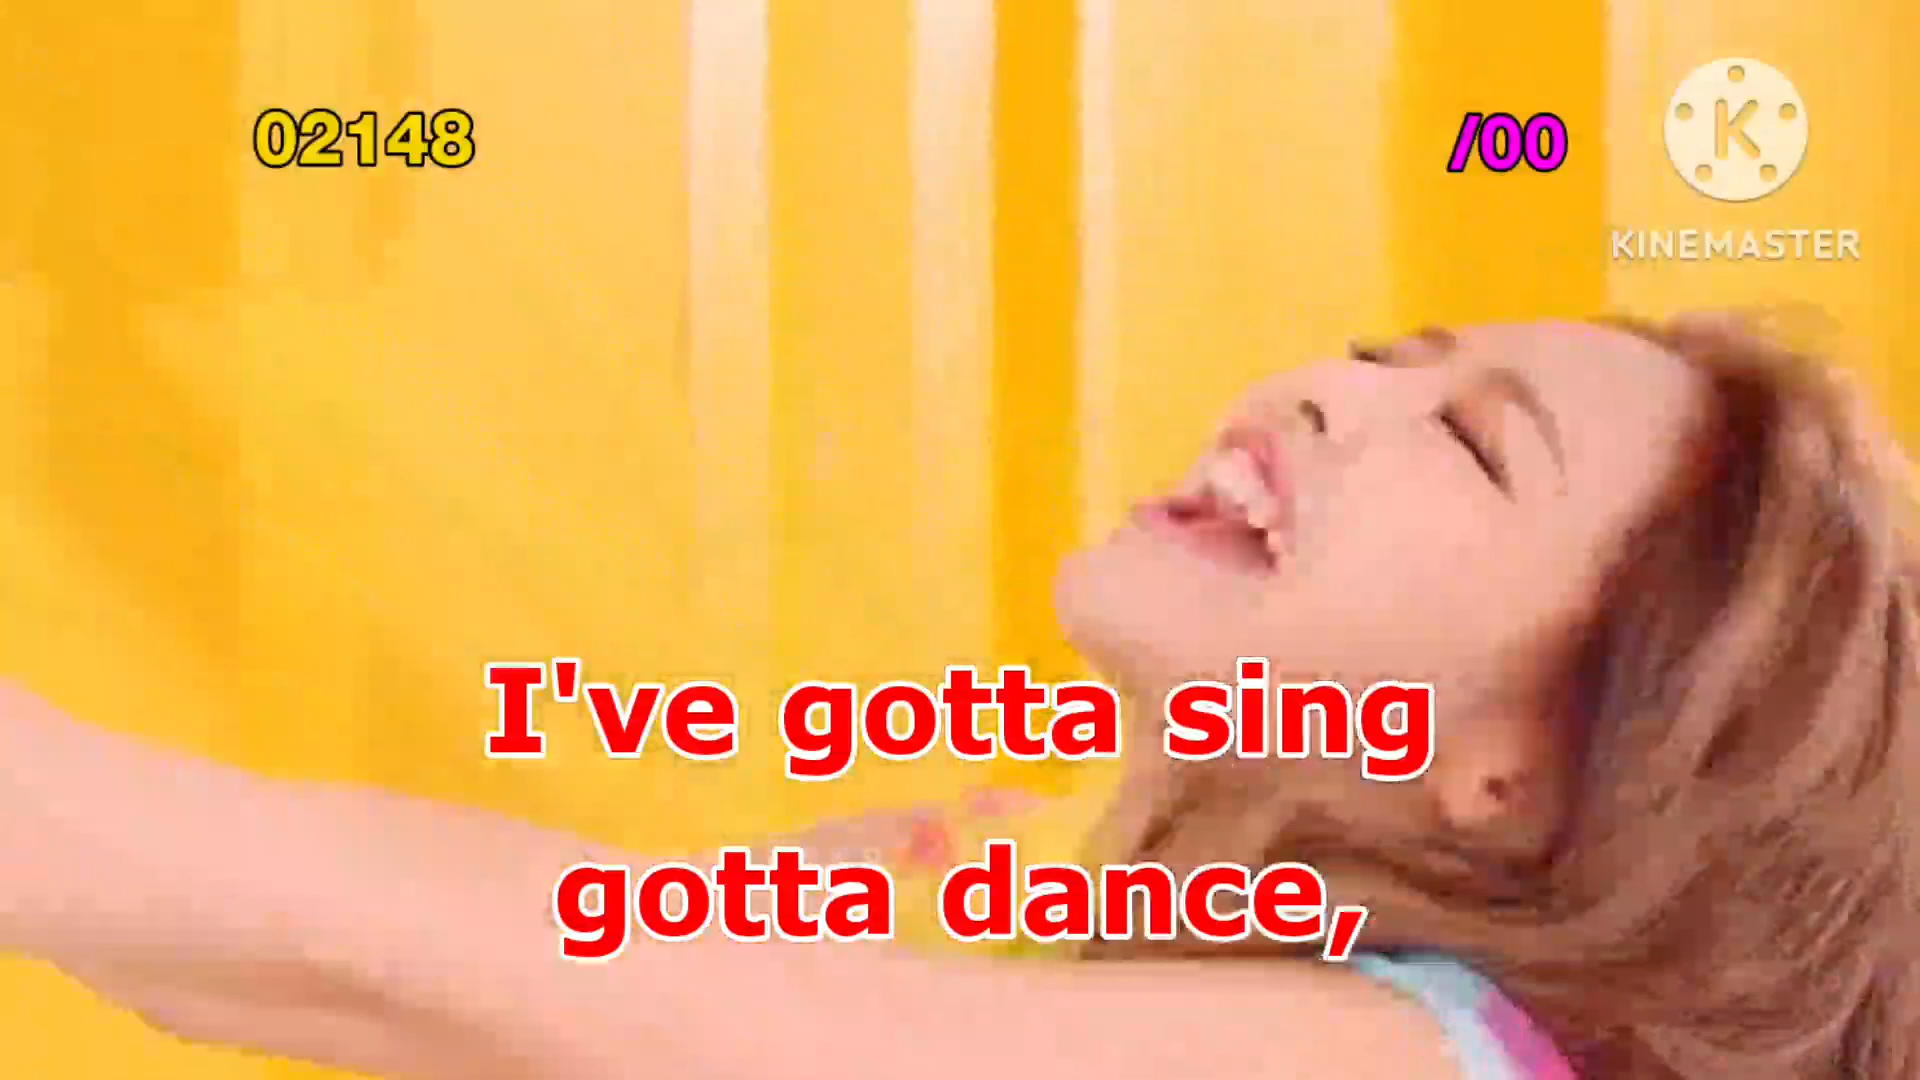 02148
/00
K
KINEMASTER
I've gotta sing
gotta dance,